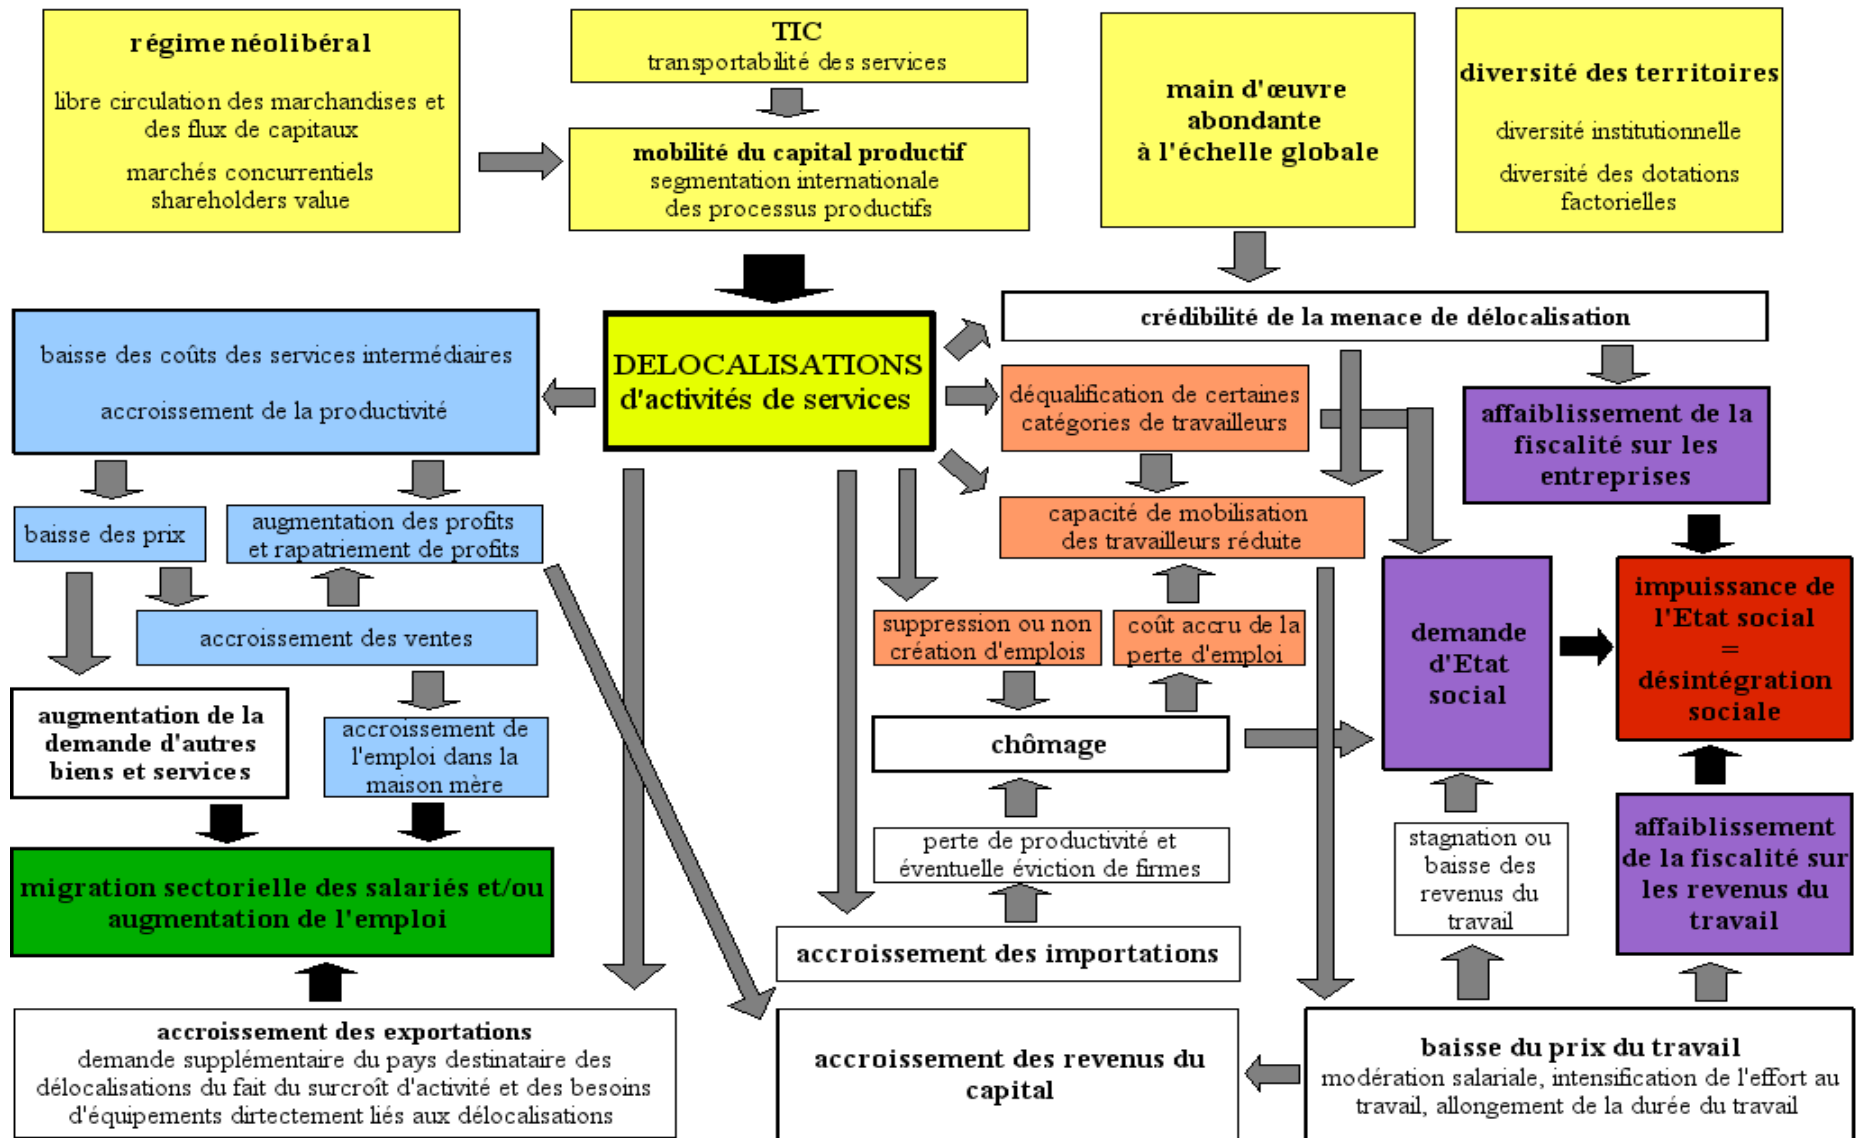 régime néolibéral
libre circulation des marchandises et
des flux de capitaux
marchés concurrentiels
shareholders value
TIC
transportabilité des services
mobilité du capital productif
segmentation internationale
des processus productifs
main d'œuvre
abondante
à l'échelle globale
diversité des territoires
diversité institutionnelle
diversité des dotations
factorielles
crédibilité de la menace de délocalisation
baisse des coûts des services intermédiaires
accroissement de la productivité
DELOCALISATIONS
d'activités de services
déqualification de certaines
catégories de travailleurs
affaiblissement de la
fiscalité sur les
entreprises
baisse des prix
augmentation des profits
et rapatriement de profits
capacité de mobilisation
des travailleurs réduite
accroissement des ventes
suppression ou non
création d'emplois
coût accru de la
perte d'emploi
demande
d'Etat
social
impuissance de
l'Etat social
=
désintégration
sociale
augmentation de la
demande d'autres
biens et services
accroissement de
l'emploi dans la
maison mère
chômage
perte de productivité et
éventuelle éviction de firmes
stagnation ou
baisse des
revenus du
travail
affaiblissement
de la fiscalité sur
les revenus du
travail
migration sectorielle des salariés et/ou
augmentation de l'emploi
accroissement des importations
accroissement des exportations
demande supplémentaire du pays destinataire des
délocalisations du fait du surcroît d'activité et des besoins
d'équipements dirtectement liés aux délocalisations
accroissement des revenus du
capital
baisse du prix du travail
modération salariale, intensification de l'effort au
travail, allongement de la durée du travail